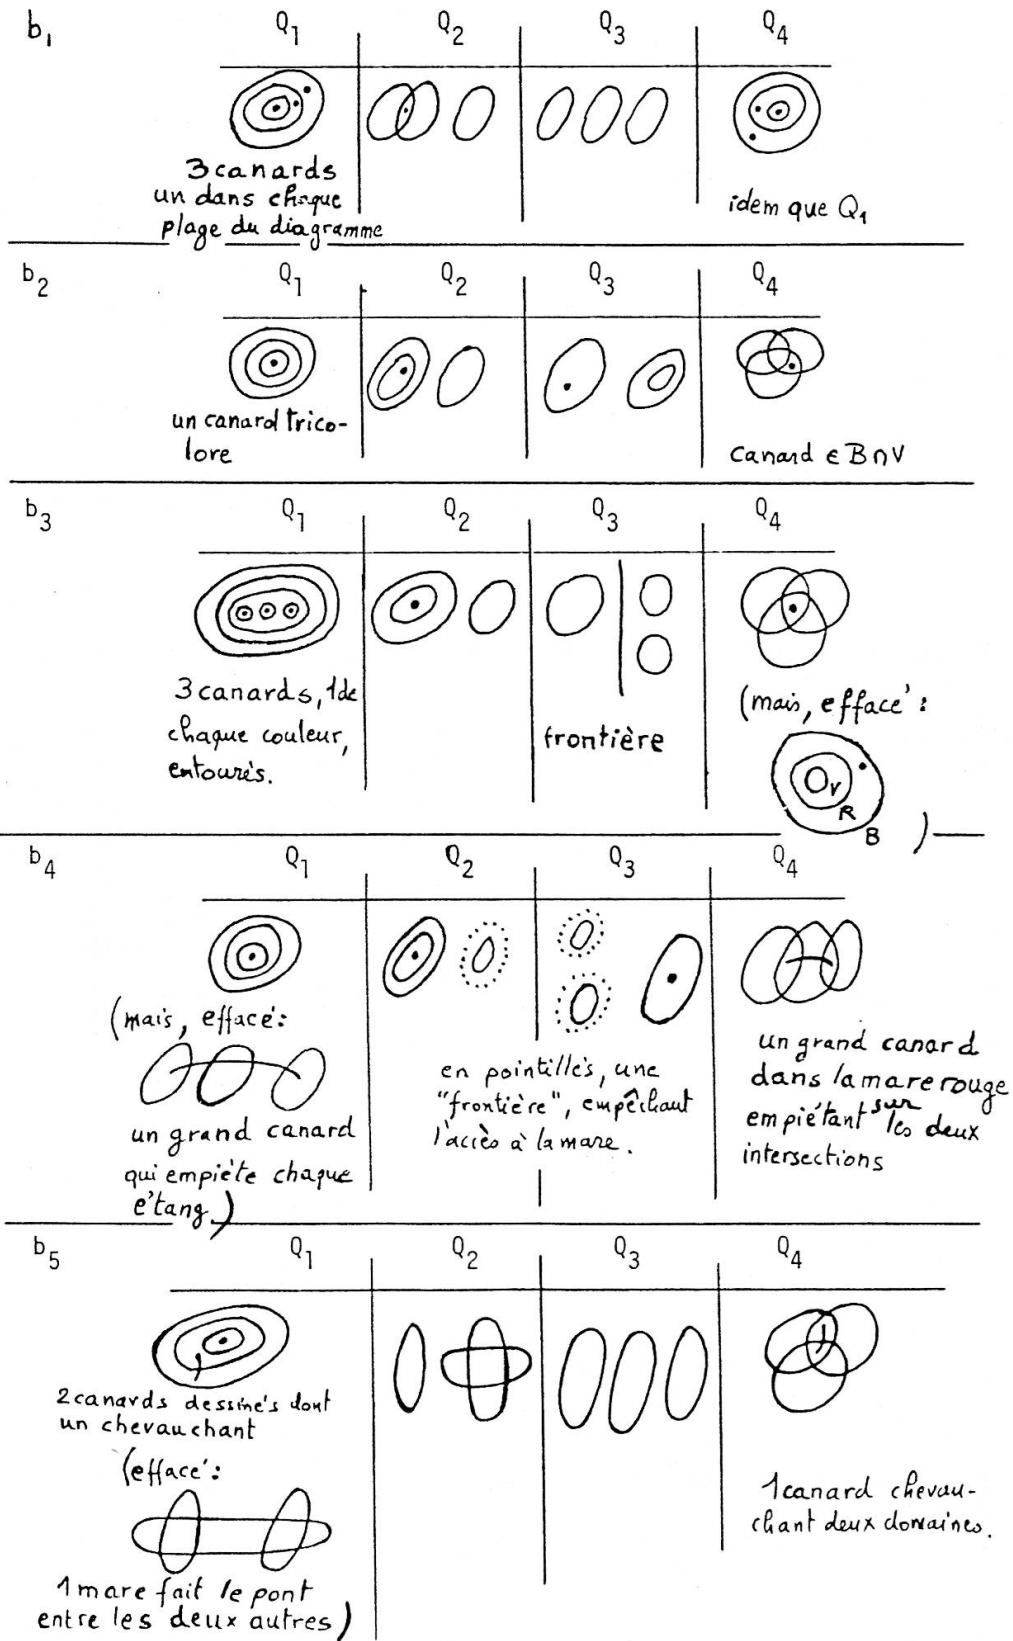 b1 Q1 Q2 Q3 Q4
3 canards
un dans chaque
plage du diagramme
idem que Q1
b2 Q1 Q2 Q3 Q4
un canard trico-
lore
Canard ∈ B∩V
b3 Q1 Q2 Q3 Q4
3 canards, 1 de
chaque couleur,
entourés.
frontière
(mais, effacé :
V
R
B
)
b4 Q1 Q2 Q3 Q4
(mais, effacé :
un grand canard
qui empiète chaque
étang.)
en pointillés, une
"frontière", empêchant
l'accès à la mare.
un grand canard
dans la mare rouge
empiétant sur les deux
intersections
b5 Q1 Q2 Q3 Q4
2 canards dessinés dont
un chevauchant
(effacé :
1 mare fait le pont
entre les deux autres)
1 canard chevau-
chant deux domaines.